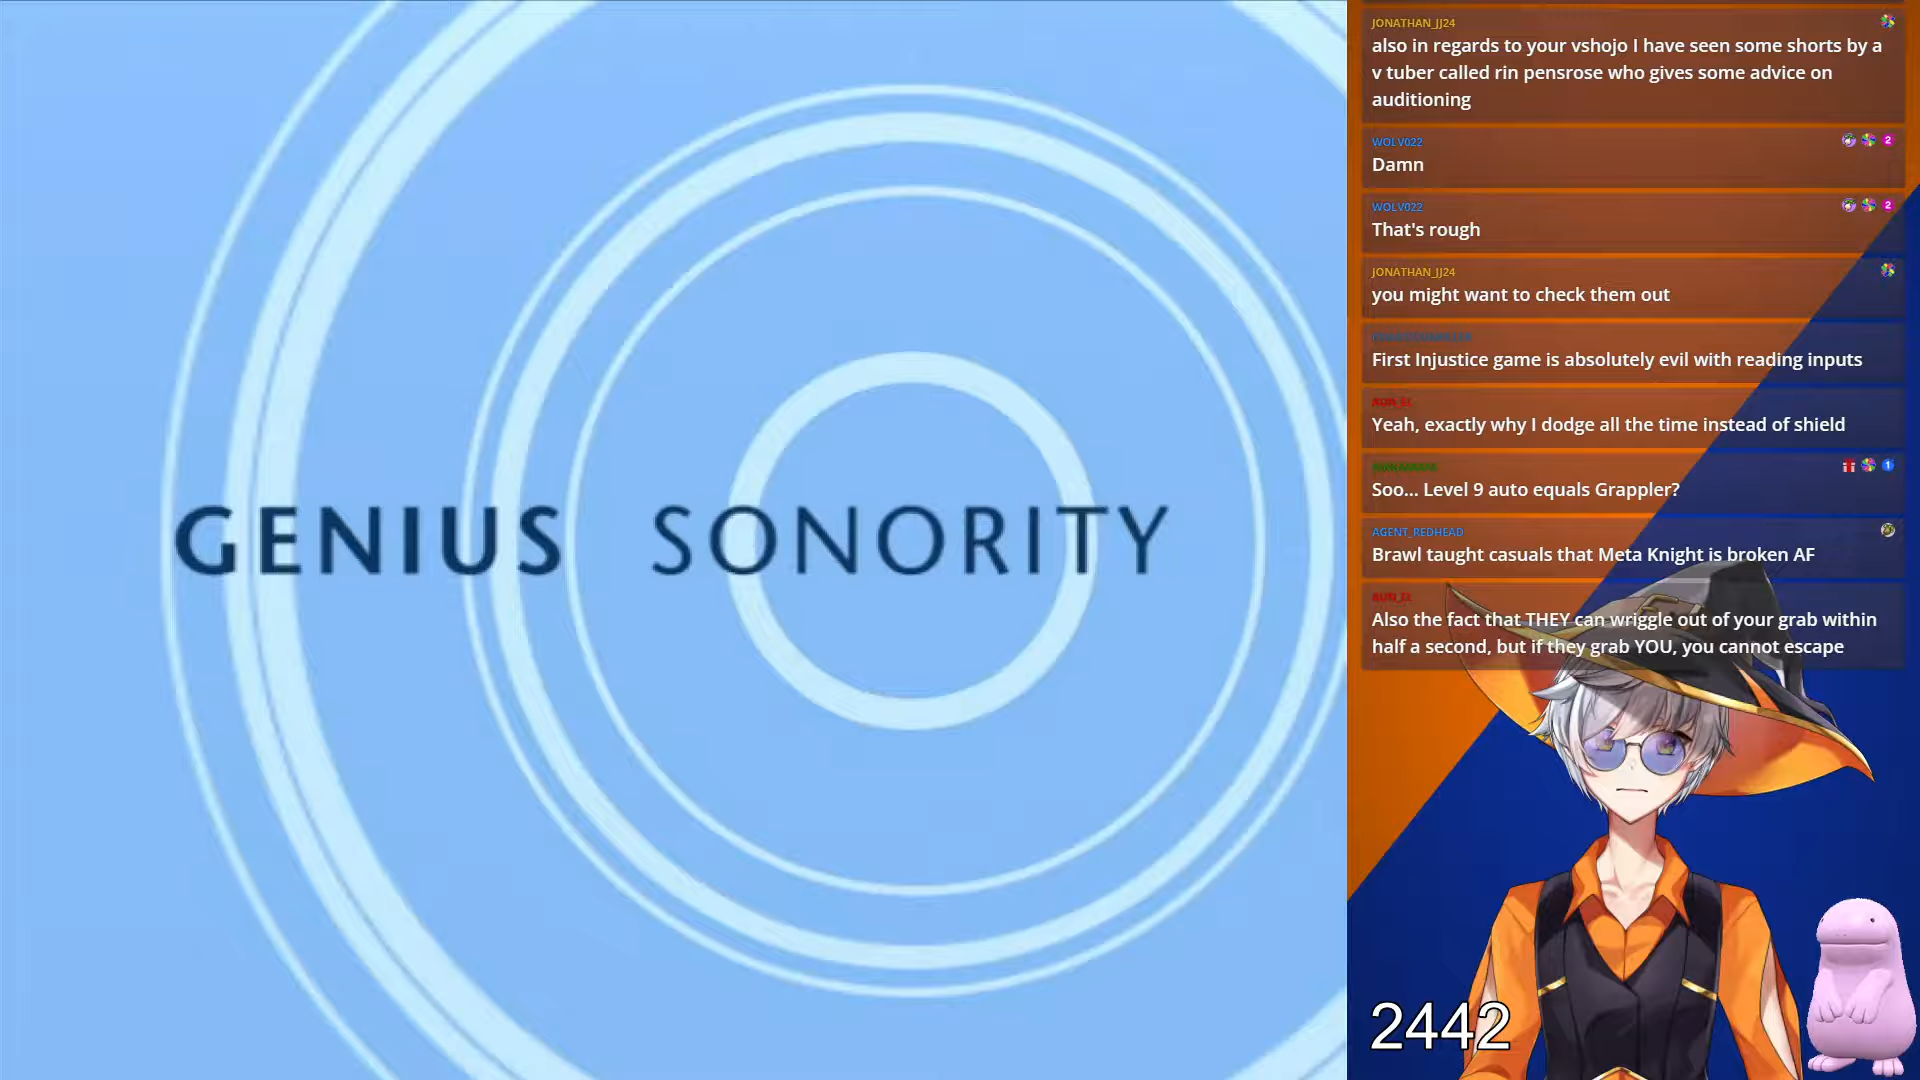 GENIUS SONORITY
JONATHAN_JJ24
also in regards to your vshojo I have seen some shorts by a
v tuber called rin pensrose who gives some advice on
auditioning
WOLV022
2
Damn
WOLV022
2
That's rough
JONATHAN_JJ24
you might want to check them out
First Injustice game is absolutely evil with reading inputs
Yeah, exactly why I dodge all the time instead of shield
1
Soo... Level 9 auto equals Grappler?
AGENT_REDHEAD
Brawl taught casuals that Meta Knight is broken AF
Also the fact that THEY can wriggle out of your grab within
half a second, but if they grab YOU, you cannot escape
2442